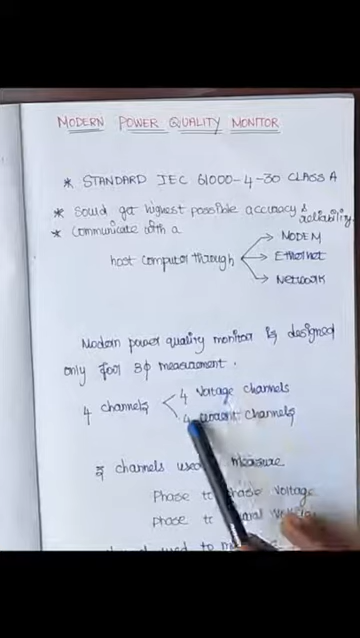 MODERN POWER QUALITY MONITOR
* STANDARD IEC 61000-4-30 CLASS A
* Sould get highest possible accuracy & reliability.
* Communicate with a
host computer through
MODEM
Ethernet
NETWORK
Modern power quality monitor is designed
only for 3ϕ measurement.
4 channels
4 Voltage channels
4 current channels
channels used measure
Phase to phase Voltage
Phase to
used to